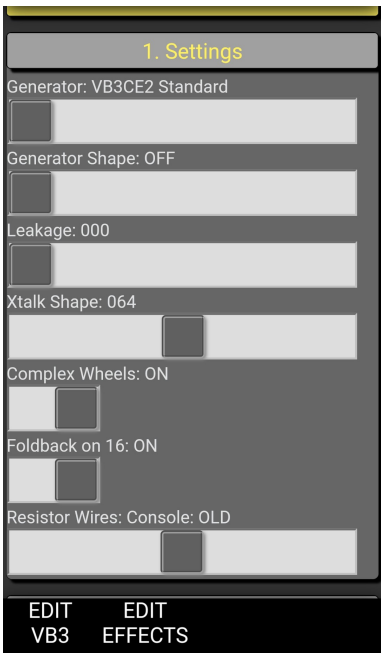 1. Settings
Generator: VB3CE2 Standard
Generator Shape: OFF
Leakage: 000
Xtalk Shape: 064
Complex Wheels: ON
Foldback on 16: ON
Resistor Wires: Console: OLD
EDIT
VB3
EDIT
EFFECTS